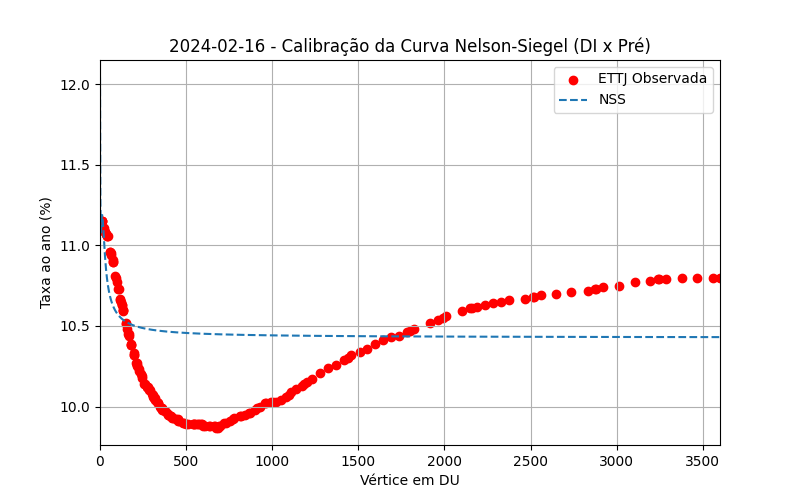 2024-02-16 - Calibração da Curva Nelson-Siegel (DI x Pré)
ETTJ Observada
NSS
Taxa ao ano (%)
12.0
11.5
11.0
10.5
10.0
0 500 1000 1500 2000 2500 3000 3500
Vértice em DU